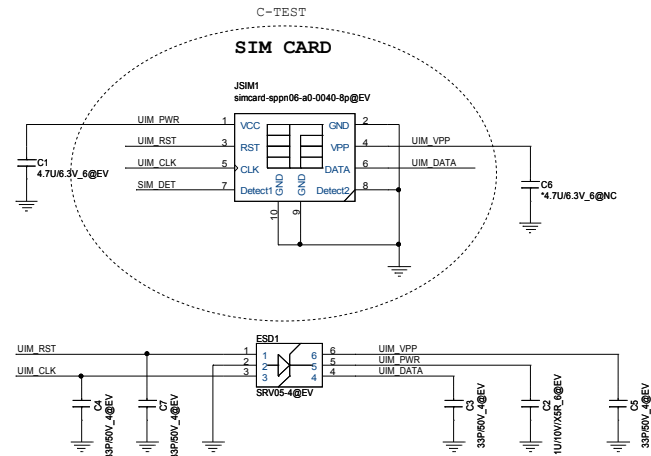 C-TEST
SIM CARD
JSIM1
simcard-sppn06-a0-0040-8p@EV
UIM_PWR 1 VCC GND 2
UIM_RST 3 RST VPP 4 UIM_VPP
UIM_CLK 5 CLK DATA 6 UIM_DATA
SIM_DET 7 Detect1 GND GND Detect2 8
10 9
C1
4.7U/6.3V_6@EV
C6
*4.7U/6.3V_6@NC
ESD1
UIM_RST 1 1 6 6 UIM_VPP
2 2 5 5 UIM_PWR
UIM_CLK 3 3 4 4 UIM_DATA
SRV05-4@EV
C4
33P/50V_4@EV
C7
33P/50V_4@EV
C3
33P/50V_4@EV
C2
1U/10V/X5R_6@EV
C5
33P/50V_4@EV